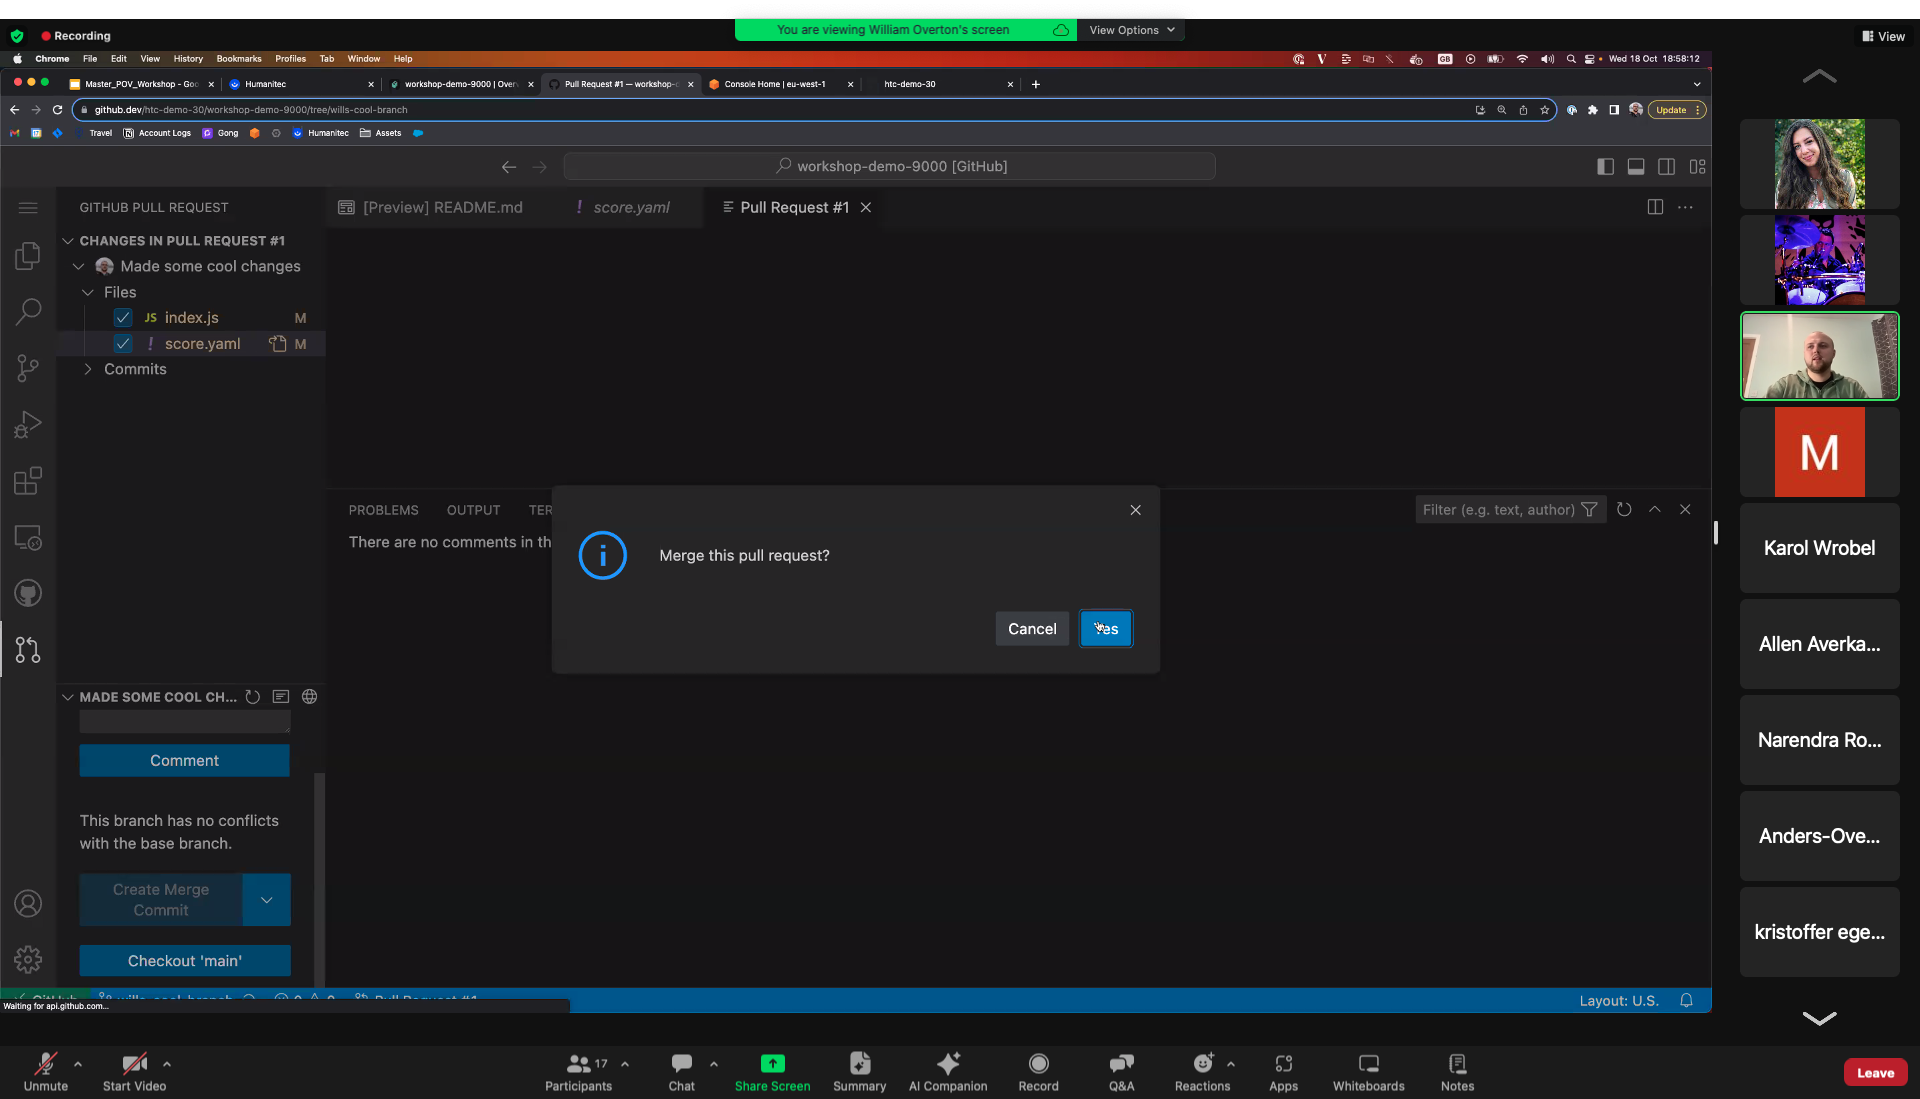 You are viewing William Overton's screen
View Options
Recording
View
Chrome File Edit View History Bookmarks Profiles Tab Window Help
GB
Wed 18 Oct 18:58:12
Master_POV_Workshop - Goo
Humanitec
workshop-demo-9000 | Over
Pull Request #1 — workshop-d
Console Home | eu-west-1
htc-demo-30
github.dev/htc-demo-30/workshop-demo-9000/tree/wills-cool-branch
Update
Travel
Account Logs
Gong
Humanitec
Assets
workshop-demo-9000 [GitHub]
GITHUB PULL REQUEST
[Preview] README.md
! score.yaml
Pull Request #1
CHANGES IN PULL REQUEST #1
Made some cool changes
Files
JS index.js M
! score.yaml M
Commits
PROBLEMS OUTPUT TER
Filter (e.g. text, author)
There are no comments in th
Merge this pull request?
Cancel
Yes
MADE SOME COOL CH...
Comment
This branch has no conflicts
with the base branch.
Create Merge
Commit
Checkout 'main'
Pull Request #1
Layout: U.S.
Waiting for api.github.com...
M
Karol Wrobel
Allen Averka...
Narendra Ro...
Anders-Ove...
kristoffer ege...
Unmute
Start Video
17
Participants
Chat
Share Screen
Summary
AI Companion
Record
Q&A
Reactions
Apps
Whiteboards
Notes
Leave